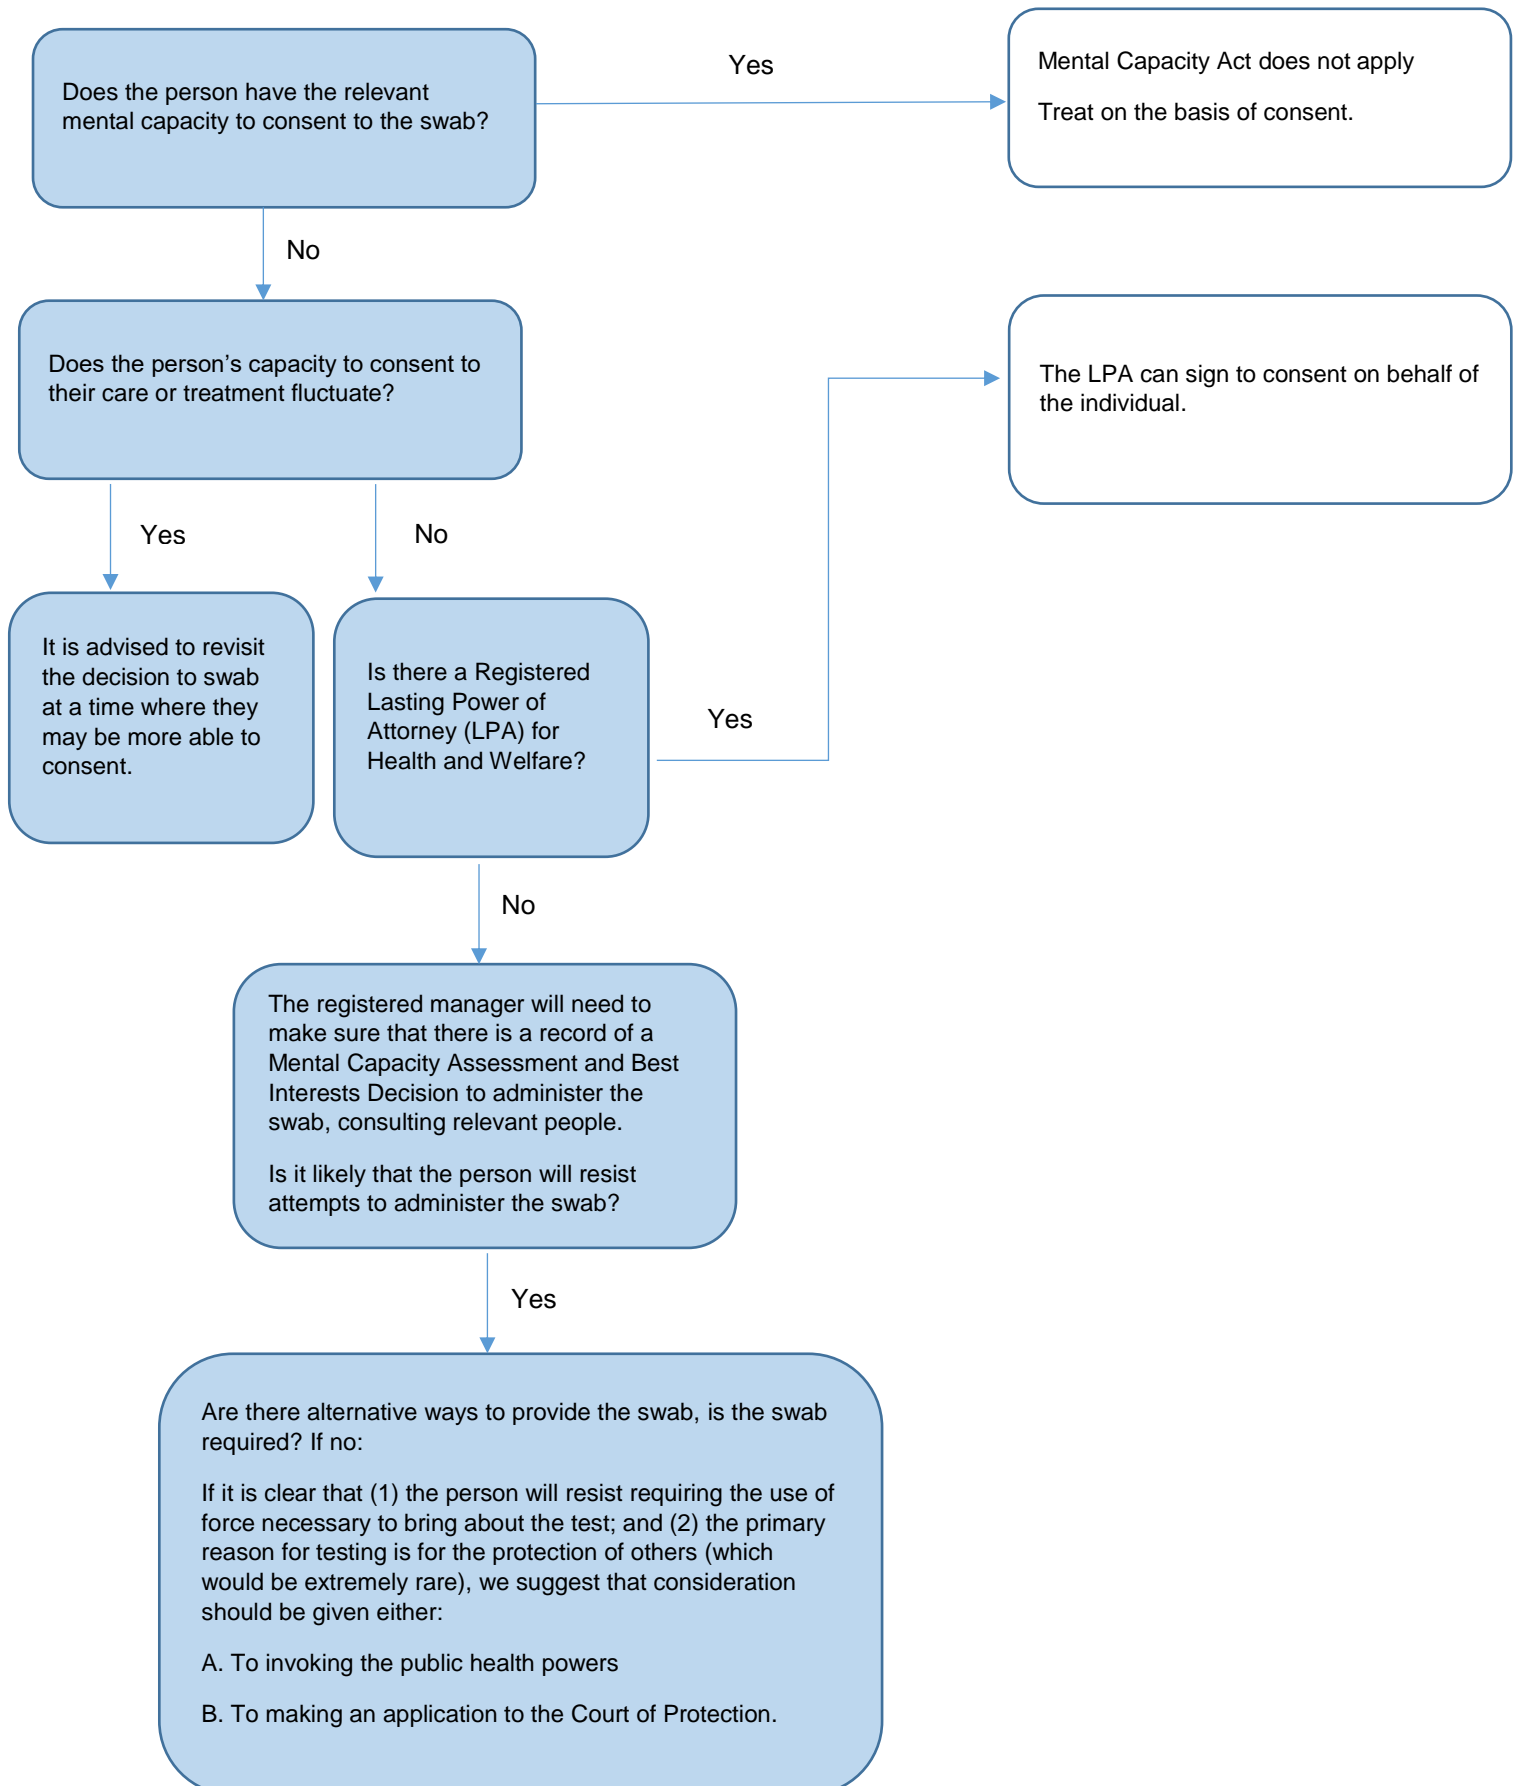 Does the person have the relevant
mental capacity to consent to the swab?
Yes
Mental Capacity Act does not apply
Treat on the basis of consent.
No
Does the person’s capacity to consent to
their care or treatment fluctuate?
The LPA can sign to consent on behalf of
the individual.
Yes
No
It is advised to revisit
the decision to swab
at a time where they
may be more able to
consent.
Is there a Registered
Lasting Power of
Attorney (LPA) for
Health and Welfare?
Yes
No
The registered manager will need to
make sure that there is a record of a
Mental Capacity Assessment and Best
Interests Decision to administer the
swab, consulting relevant people.
Is it likely that the person will resist
attempts to administer the swab?
Yes
Are there alternative ways to provide the swab, is the swab
required? If no:
If it is clear that (1) the person will resist requiring the use of
force necessary to bring about the test; and (2) the primary
reason for testing is for the protection of others (which
would be extremely rare), we suggest that consideration
should be given either:
A. To invoking the public health powers
B. To making an application to the Court of Protection.